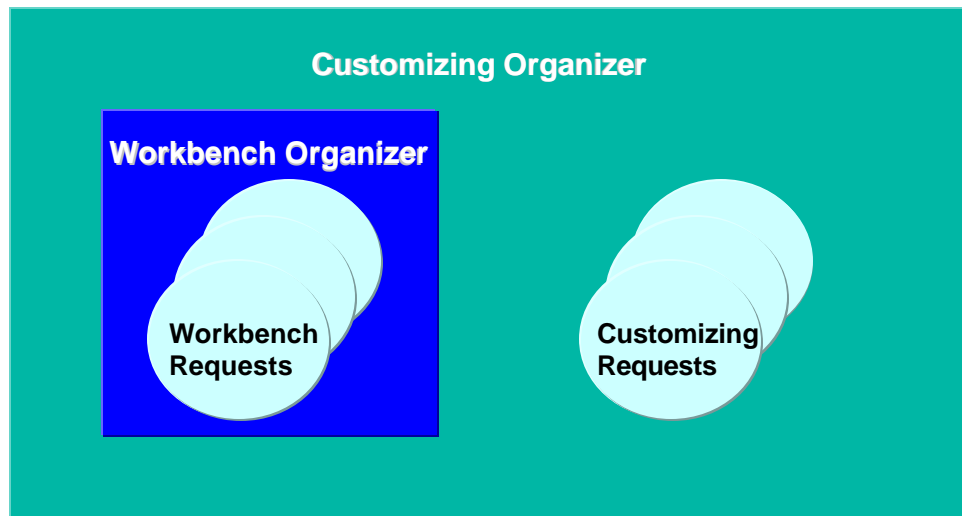 Customizing Organizer
Workbench Organizer
Workbench
Requests
Customizing
Requests